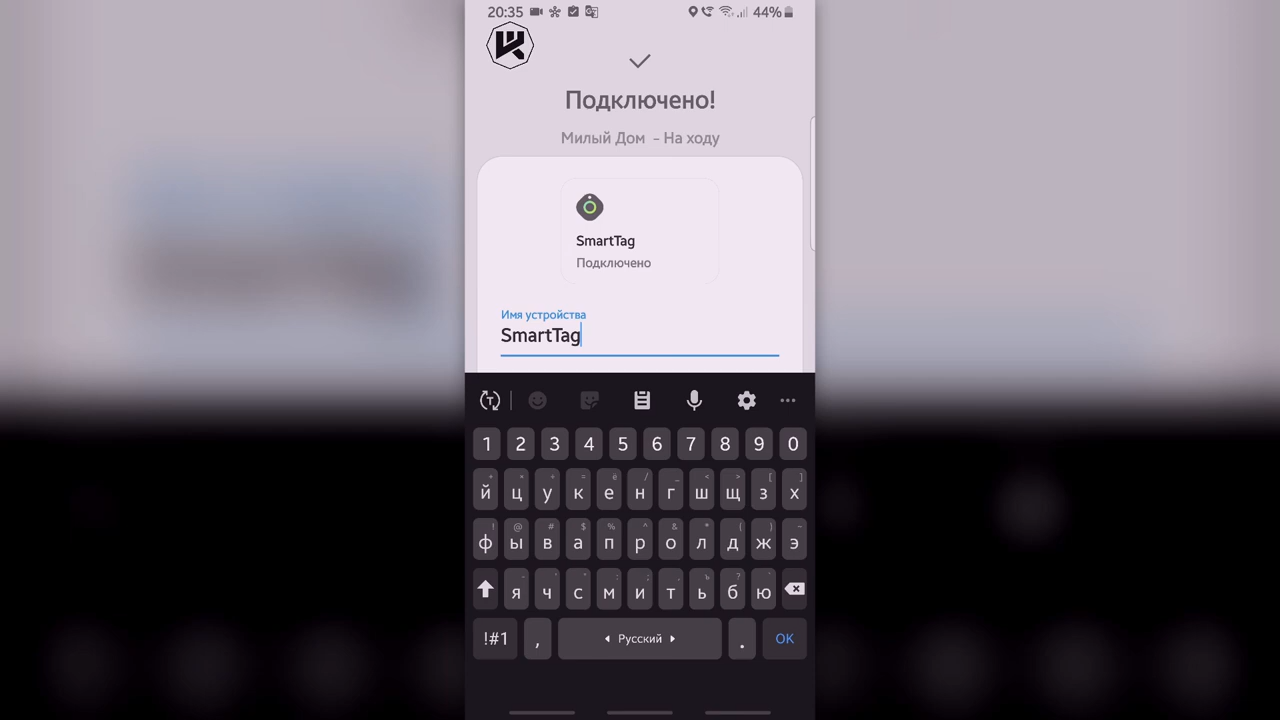 20:35 44%
Подключено!
Милый Дом - На ходу
SmartTag
Подключено
Имя устройства
SmartTag
1 2 3 4 5 6 7 8 9 0
й ц у к е н г ш щ з х
ф ы в а п р о л д ж э
я ч с м и т ь б ю
!#1 , Русский . OK